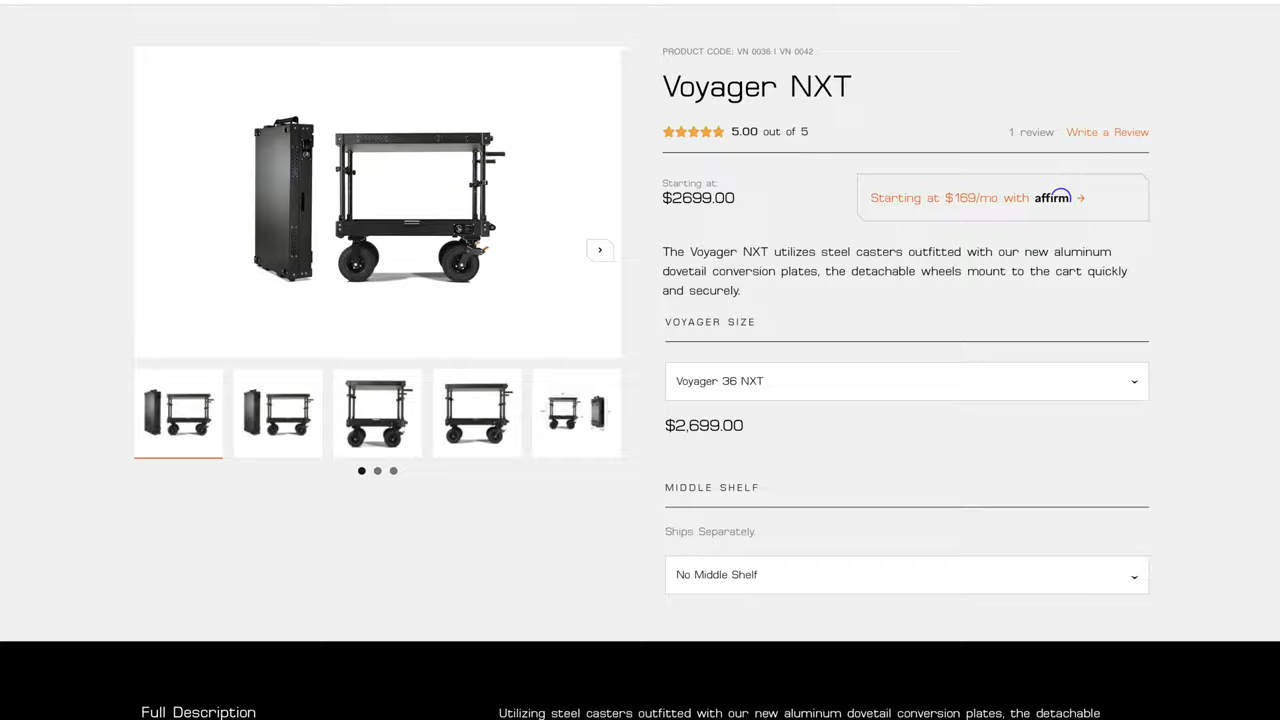 PRODUCT CODE: VN 0036 | VN 0042
Voyager NXT
5.00 out of 5
1 review
Write a Review
Starting at:
$2699.00
Starting at $169/mo with affirm →
The Voyager NXT utilizes steel casters outfitted with our new aluminum
dovetail conversion plates, the detachable wheels mount to the cart quickly
and securely.
VOYAGER SIZE
Voyager 36 NXT
$2,699.00
MIDDLE SHELF
Ships Separately.
No Middle Shelf
Full Description
Utilizing steel casters outfitted with our new aluminum dovetail conversion plates, the detachable